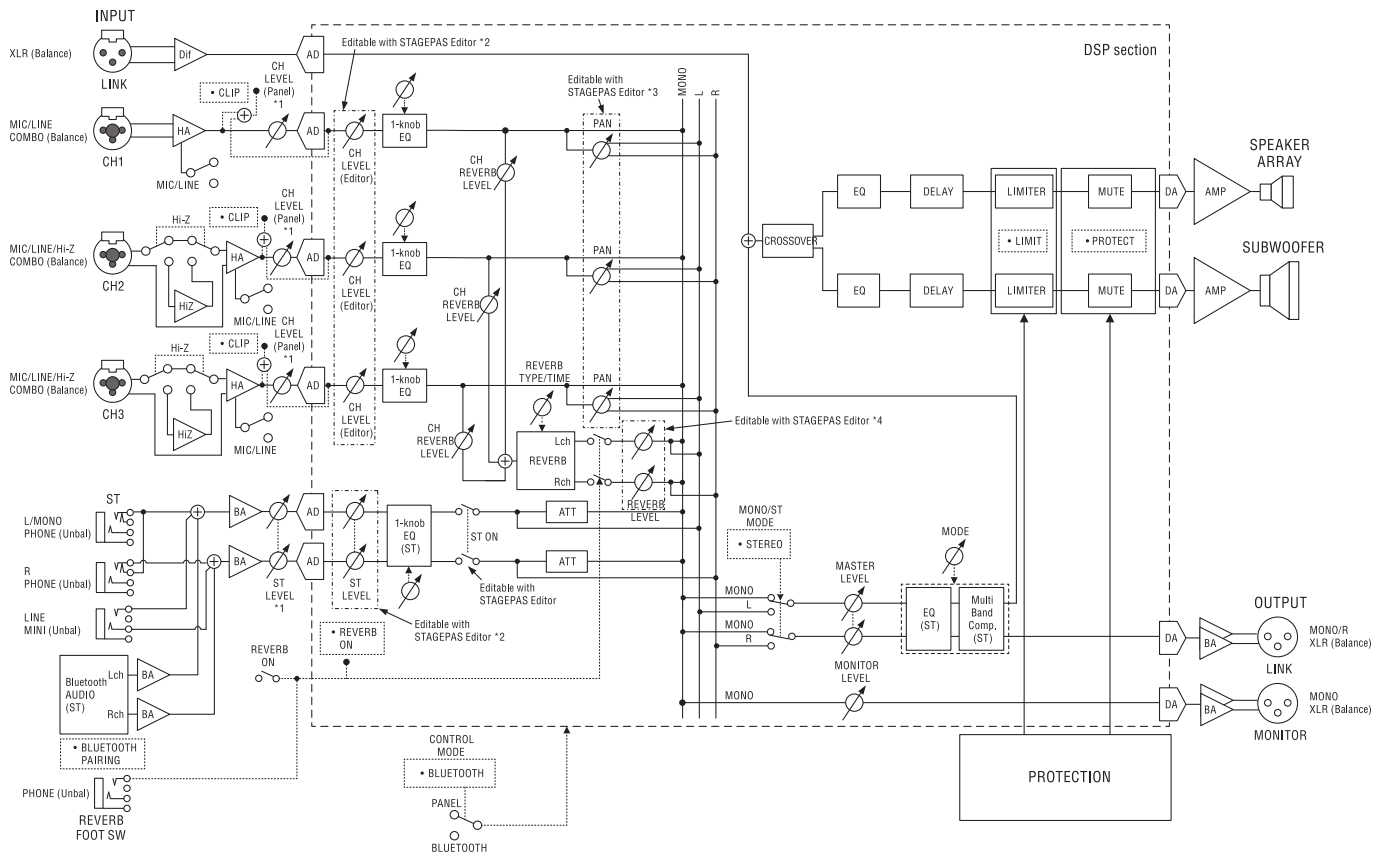 INPUT
XLR (Balance)
LINK
Dif
AD
Editable with STAGEPAS Editor *2
DSP section
• CLIP
CH
LEVEL
(Panel)
*1
MIC/LINE
COMBO (Balance)
CH1
HA
MIC/LINE
AD
CH
LEVEL
(Editor)
1-knob
EQ
CH
REVERB
LEVEL
Editable with
STAGEPAS Editor *3
PAN
MONO
L
R
Hi-Z
• CLIP
CH
LEVEL
(Panel)
*1
MIC/LINE/Hi-Z
COMBO (Balance)
CH2
HiZ
HA
MIC/LINE
AD
CH
LEVEL
(Editor)
1-knob
EQ
CH
REVERB
LEVEL
PAN
Hi-Z
• CLIP
CH
LEVEL
(Panel)
*1
MIC/LINE/Hi-Z
COMBO (Balance)
CH3
HiZ
HA
MIC/LINE
AD
CH
LEVEL
(Editor)
1-knob
EQ
CH
REVERB
LEVEL
REVERB
TYPE/TIME
PAN
Editable with STAGEPAS Editor *4
Lch
REVERB
Rch
REVERB
LEVEL
CROSSOVER
EQ
DELAY
LIMITER
MUTE
DA
AMP
SPEAKER
ARRAY
• LIMIT
• PROTECT
EQ
DELAY
LIMITER
MUTE
DA
AMP
SUBWOOFER
ST
L/MONO
PHONE (Unbal)
R
PHONE (Unbal)
LINE
MINI (Unbal)
Bluetooth
AUDIO
(ST)
Lch
Rch
BA
BA
• BLUETOOTH
PAIRING
PHONE (Unbal)
REVERB
FOOT SW
BA
BA
ST
LEVEL
*1
AD
AD
ST
LEVEL
1-knob
EQ
(ST)
ST ON
ATT
ATT
Editable with
STAGEPAS Editor
Editable with
STAGEPAS Editor *2
REVERB
ON
• REVERB
ON
MONO/ST
MODE
• STEREO
MONO
L
MONO
R
MASTER
LEVEL
MONITOR
LEVEL
MODE
EQ
(ST)
Multi
Band
Comp.
(ST)
DA
BA
OUTPUT
MONO/R
XLR (Balance)
LINK
MONO
DA
BA
MONO
XLR (Balance)
MONITOR
CONTROL
MODE
• BLUETOOTH
PANEL
BLUETOOTH
PROTECTION